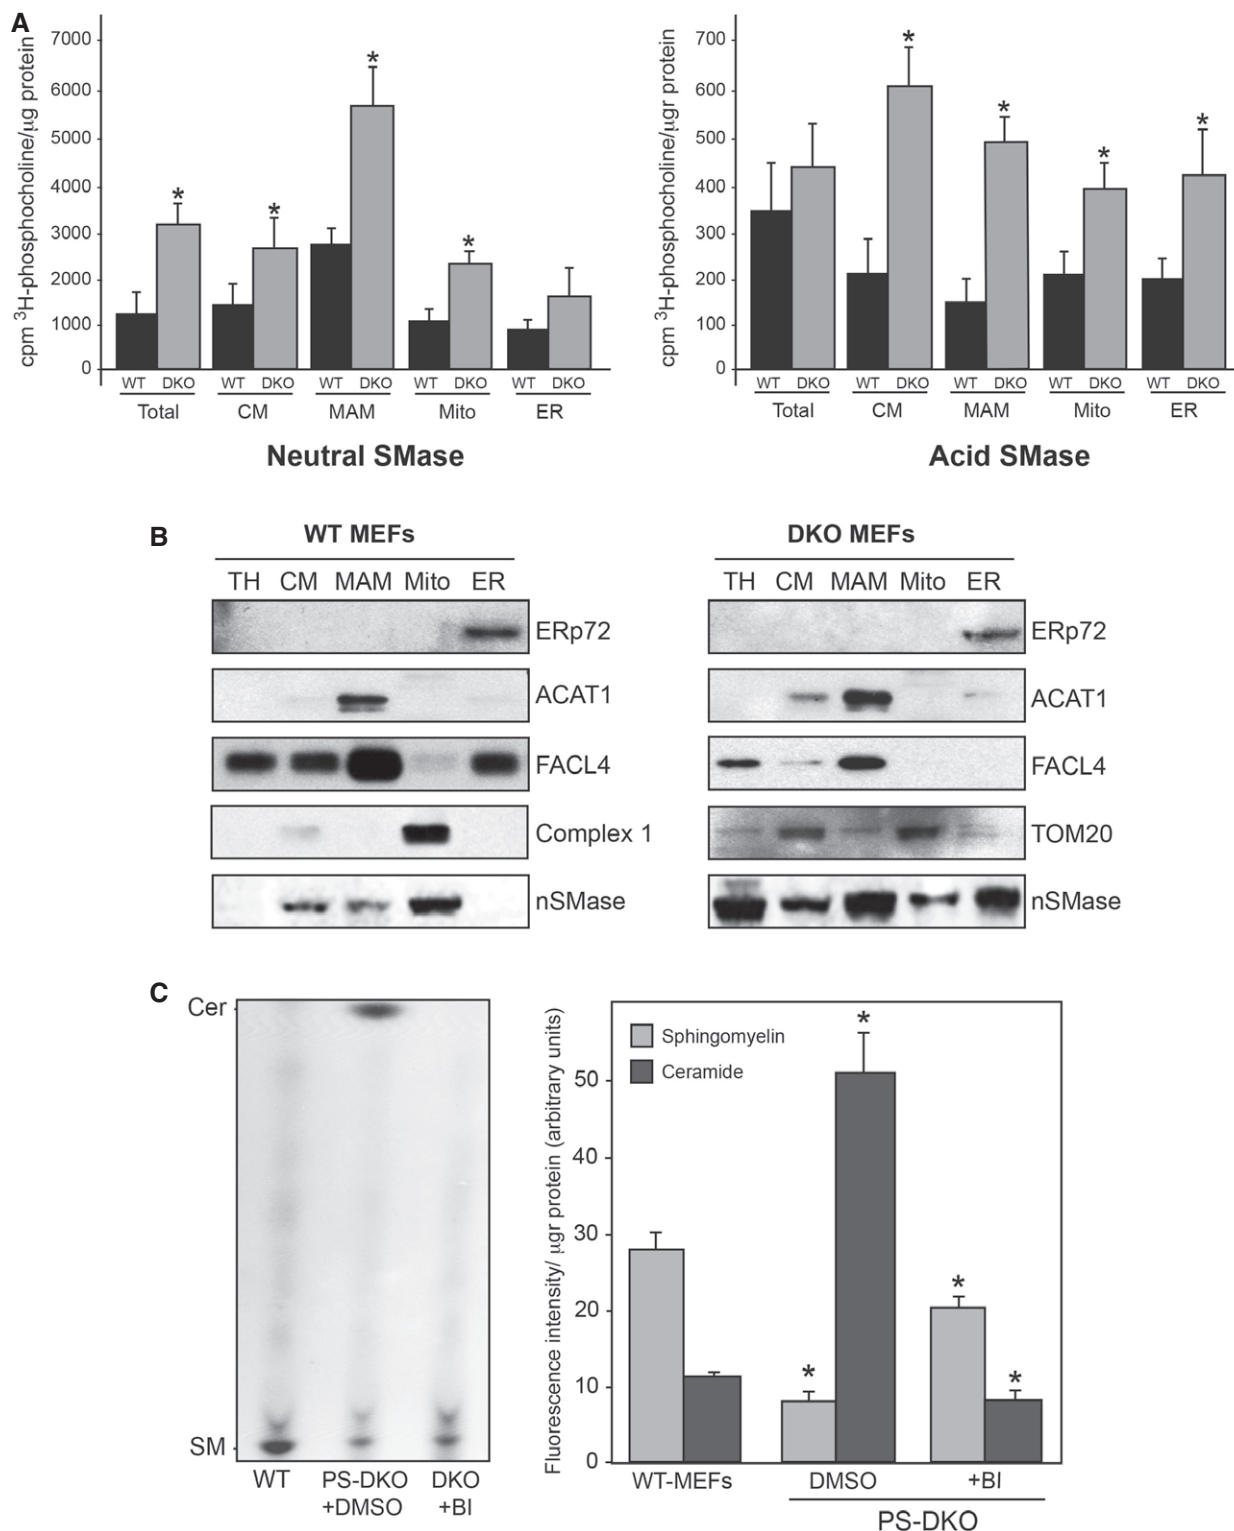 A
cpm ³H-phosphocholine/μg protein
7000
6000
5000
4000
3000
2000
1000
0
* * * *
WT DKO WT DKO WT DKO WT DKO WT DKO
Total CM MAM Mito ER
Neutral SMase
cpm ³H-phosphocholine/μgr protein
700
600
500
400
300
200
100
0
* * * *
WT DKO WT DKO WT DKO WT DKO WT DKO
Total CM MAM Mito ER
Acid SMase
B
WT MEFs
TH CM MAM Mito ER
ERp72
ACAT1
FACL4
Complex 1
nSMase
DKO MEFs
TH CM MAM Mito ER
ERp72
ACAT1
FACL4
TOM20
nSMase
C
Cer
SM
WT PS-DKO DKO
+DMSO +BI
Fluorescence intensity/ μgr protein (arbitrary units)
Sphingomyelin
Ceramide
50
40
30
20
10
0
* * * *
WT-MEFs DMSO +BI
PS-DKO